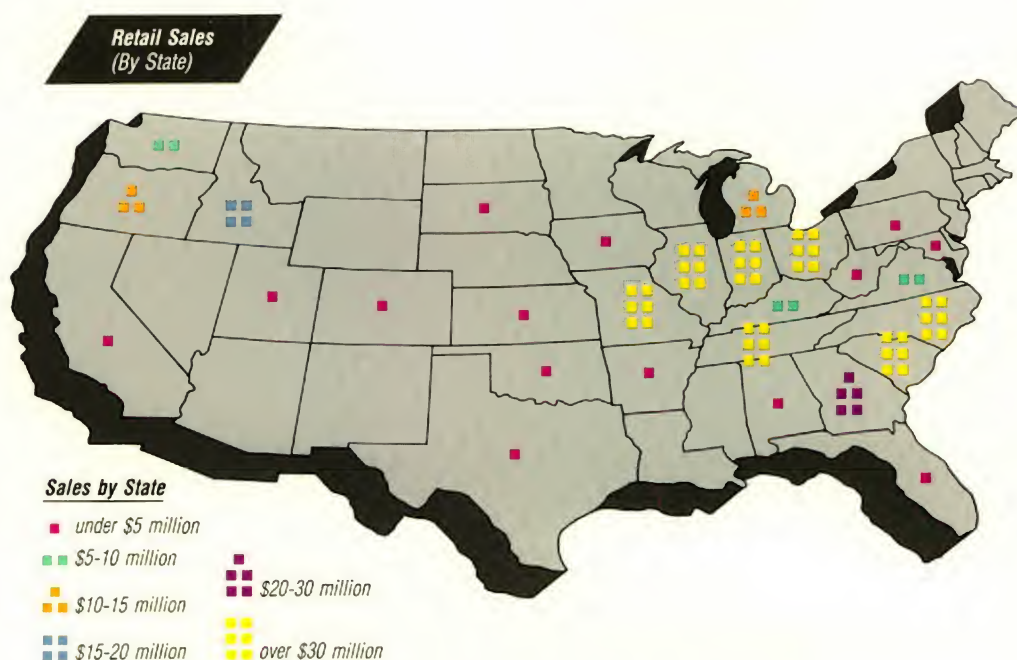 Retail Sales
(By State)
Sales by State
under $5 million
$5-10 million
$10-15 million
$15-20 million
$20-30 million
over $30 million